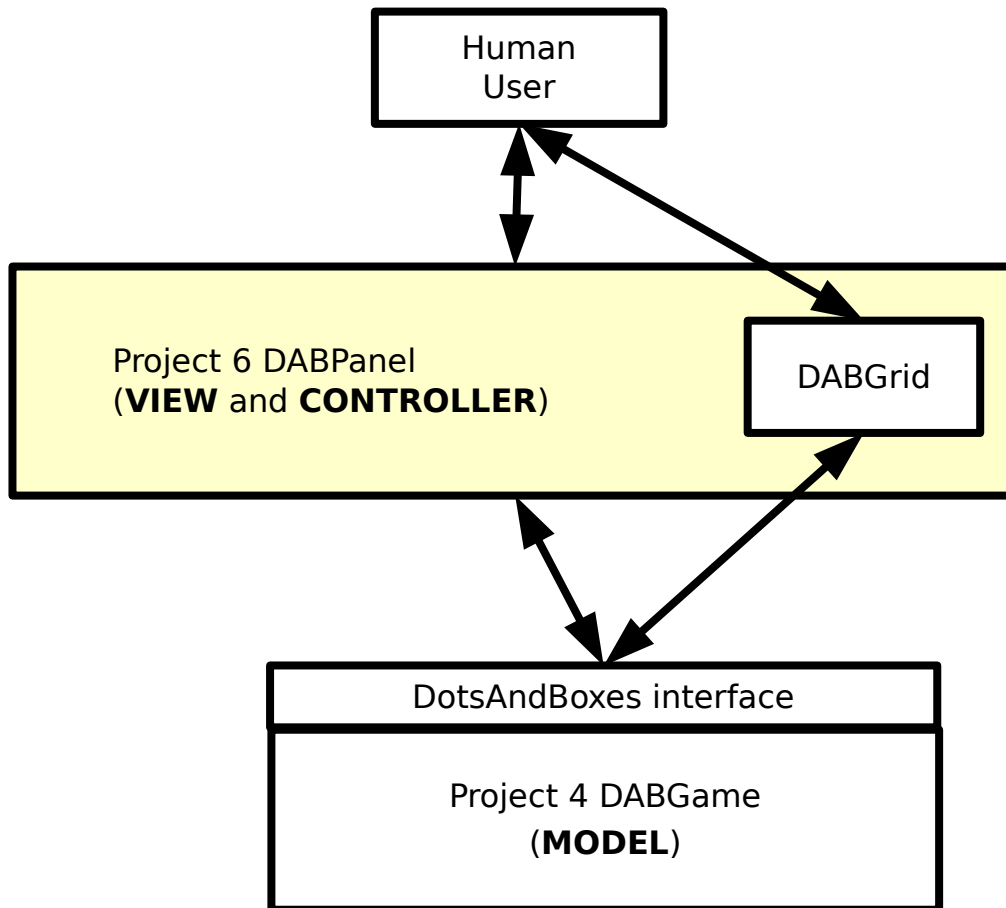 Human
User
Project 6 DABPanel
(VIEW and CONTROLLER)
DABGrid
DotsAndBoxes interface
Project 4 DABGame
(MODEL)